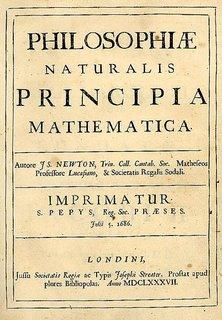 PHILOSOPHIÆ
NATURALIS
PRINCIPIA
MATHEMATICA.
Autore JS. NEWTON, Trin. Coll. Cantab. Soc. Matheseos
Professore Lucasiano, & Societatis Regalis Sodali.
IMPRIMATUR.
S. PEPYS, Reg. Soc. PRÆSES.
Julii 5. 1686.
LONDINI,
Jussu Societatis Regiæ ac Typis Josephi Streater. Prostat apud
plures Bibliopolas. Anno MDCLXXXVII.